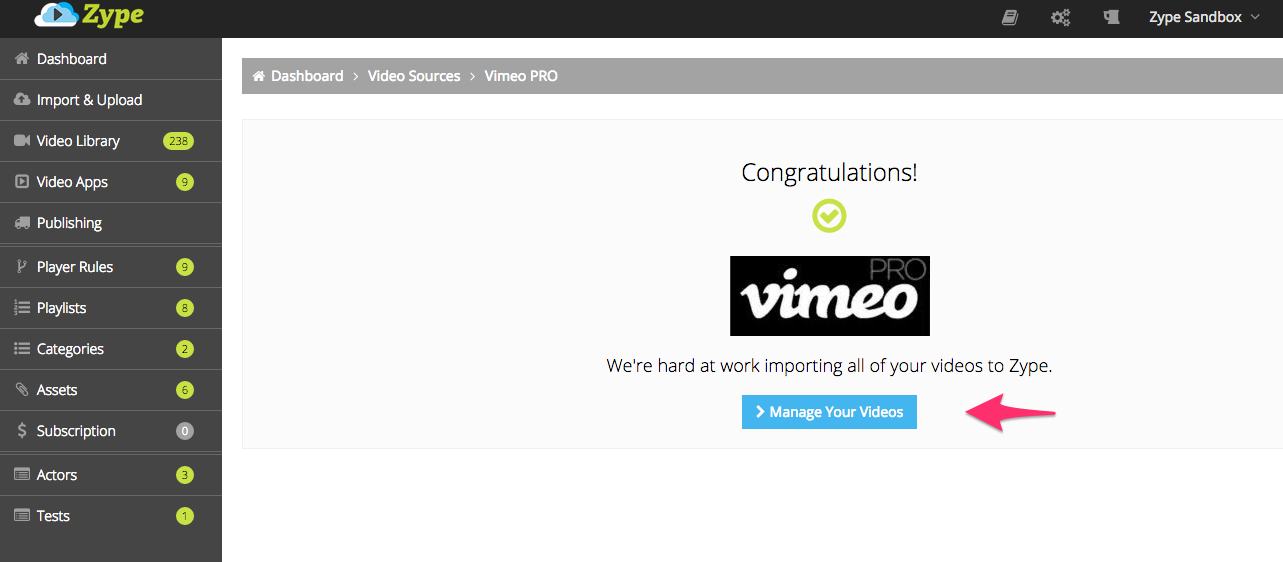 Zype
Zype Sandbox
Dashboard
Import & Upload
Video Library 238
Video Apps 9
Publishing
Player Rules 9
Playlists 8
Categories 2
Assets 6
Subscription 0
Actors 3
Tests 1
Dashboard > Video Sources > Vimeo PRO
Congratulations!
PRO
vimeo
We're hard at work importing all of your videos to Zype.
Manage Your Videos